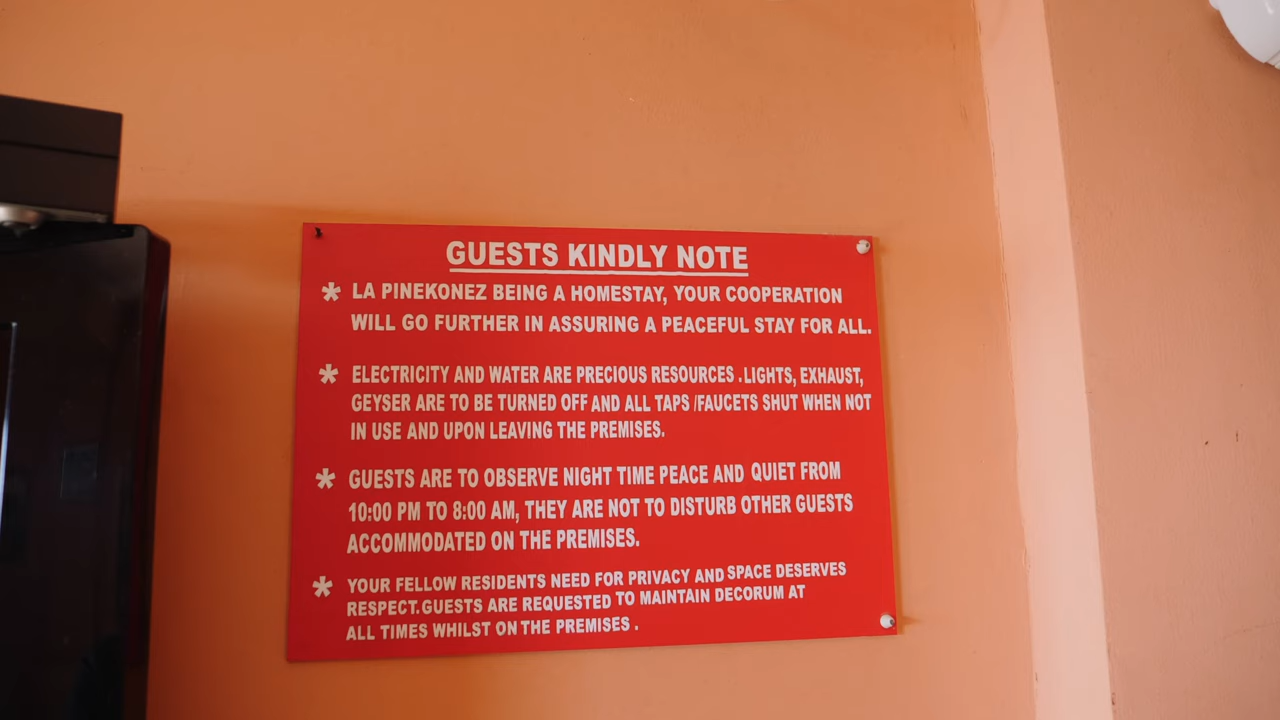 GUESTS KINDLY NOTE
* LA PINEKONEZ BEING A HOMESTAY, YOUR COOPERATION
WILL GO FURTHER IN ASSURING A PEACEFUL STAY FOR ALL.
* ELECTRICITY AND WATER ARE PRECIOUS RESOURCES .LIGHTS, EXHAUST,
GEYSER ARE TO BE TURNED OFF AND ALL TAPS /FAUCETS SHUT WHEN NOT
IN USE AND UPON LEAVING THE PREMISES.
* GUESTS ARE TO OBSERVE NIGHT TIME PEACE AND QUIET FROM
10:00 PM TO 8:00 AM, THEY ARE NOT TO DISTURB OTHER GUESTS
ACCOMMODATED ON THE PREMISES.
* YOUR FELLOW RESIDENTS NEED FOR PRIVACY AND SPACE DESERVES
RESPECT.GUESTS ARE REQUESTED TO MAINTAIN DECORUM AT
ALL TIMES WHILST ON THE PREMISES .